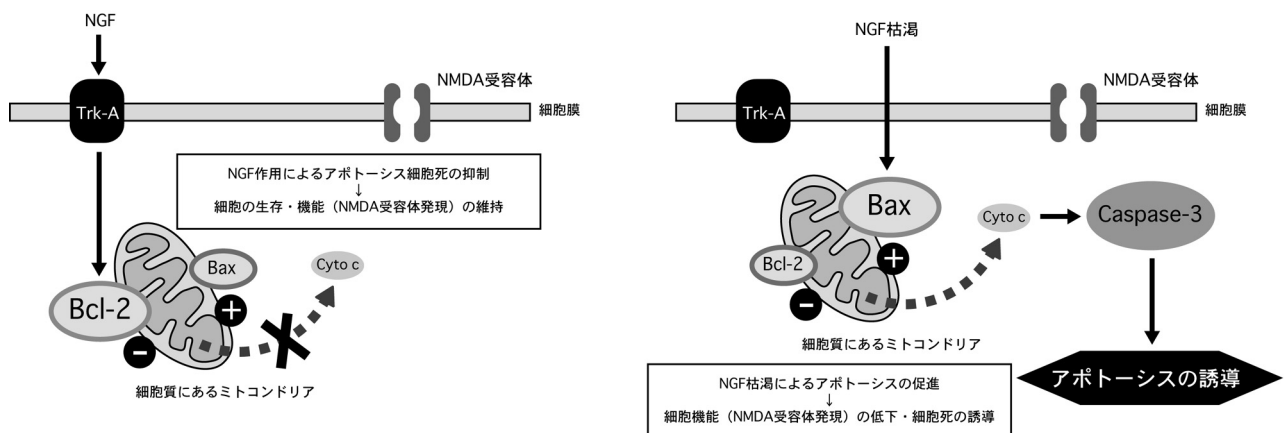 NGF
NMDA受容体
Trk-A
細胞膜
NGF作用によるアポトーシス細胞死の抑制
↓
細胞の生存・機能（NMDA受容体発現）の維持
Bax
Cyto c
Bcl-2
+
-
細胞質にあるミトコンドリア
NGF枯渇
NMDA受容体
Trk-A
細胞膜
Bax
Cyto c
Caspase-3
Bcl-2
+
-
細胞質にあるミトコンドリア
NGF枯渇によるアポトーシスの促進
↓
細胞機能（NMDA受容体発現）の低下・細胞死の誘導
アポトーシスの誘導